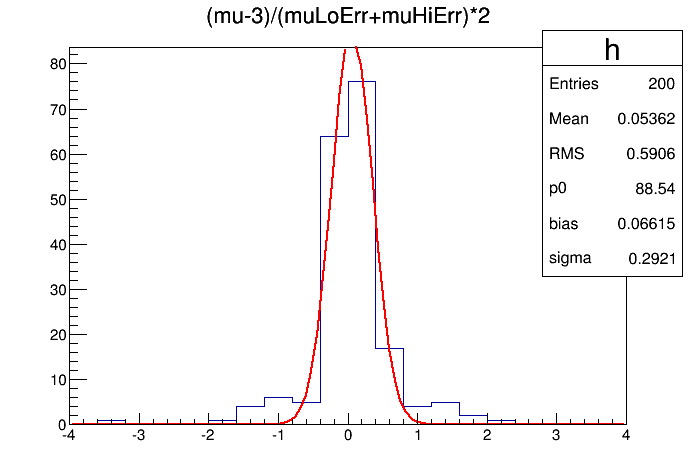 (mu-3)/(muLoErr+muHiErr)*2
h
Entries 200
Mean 0.05362
RMS 0.5906
p0 88.54
bias 0.06615
sigma 0.2921
80
70
60
50
40
30
20
10
0
-4 -3 -2 -1 0 1 2 3 4